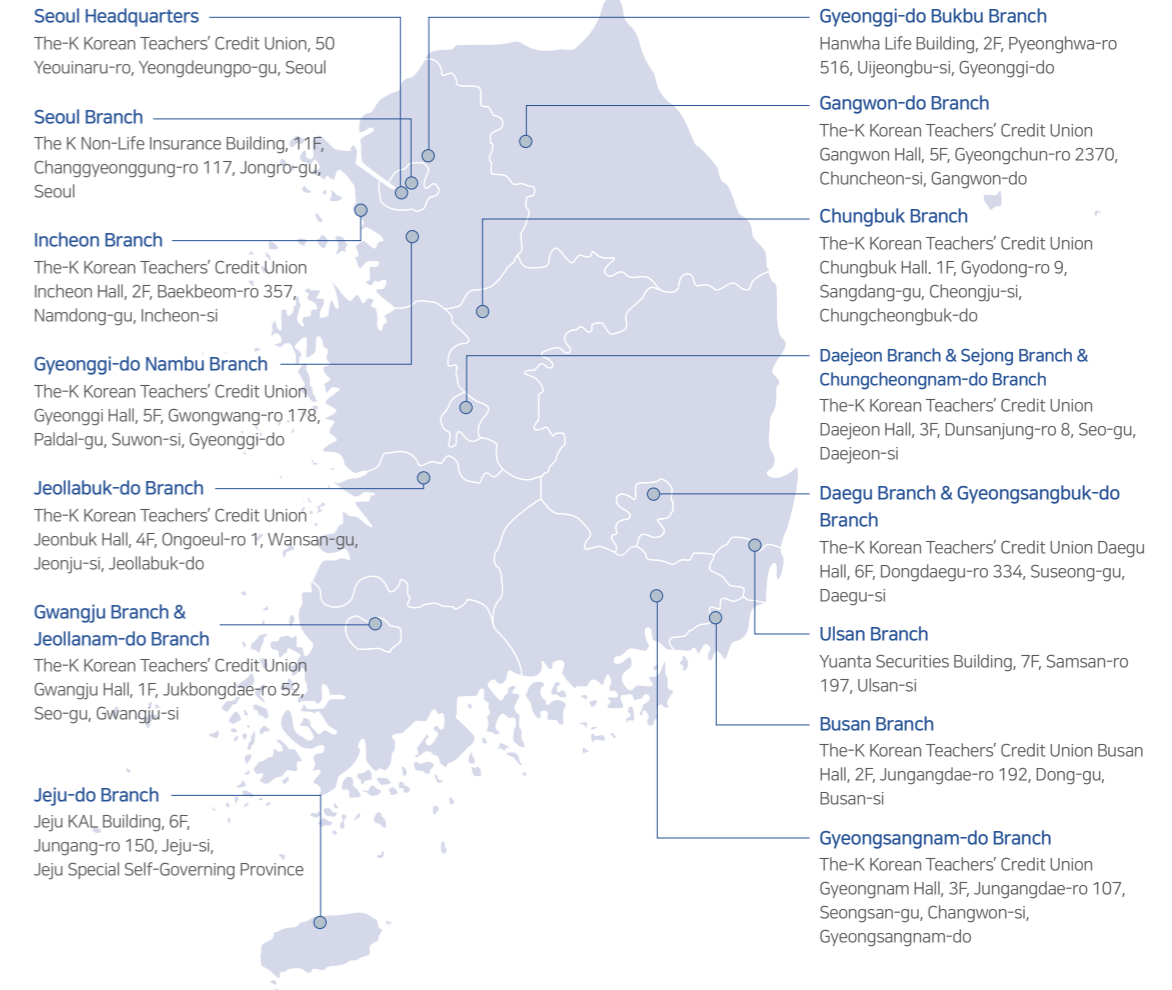 Seoul Headquarters
The-K Korean Teachers’ Credit Union, 50
Yeouinaru-ro, Yeongdeungpo-gu, Seoul
Seoul Branch
The K Non-Life Insurance Building, 11F,
Changgyeonggung-ro 117, Jongro-gu,
Seoul
Incheon Branch
The-K Korean Teachers’ Credit Union
Incheon Hall, 2F, Baekbeom-ro 357,
Namdong-gu, Incheon-si
Gyeonggi-do Nambu Branch
The-K Korean Teachers’ Credit Union
Gyeonggi Hall, 5F, Gwongwang-ro 178,
Paldal-gu, Suwon-si, Gyeonggi-do
Jeollabuk-do Branch
The-K Korean Teachers’ Credit Union
Jeonbuk Hall, 4F, Ongoeul-ro 1, Wansan-gu,
Jeonju-si, Jeollabuk-do
Gwangju Branch &
Jeollanam-do Branch
The-K Korean Teachers’ Credit Union
Gwangju Hall, 1F, Jukbongdae-ro 52,
Seo-gu, Gwangju-si
Jeju-do Branch
Jeju KAL Building, 6F,
Jungang-ro 150, Jeju-si,
Jeju Special Self-Governing Province
Gyeonggi-do Bukbu Branch
Hanwha Life Building, 2F, Pyeonghwa-ro
516, Uijeongbu-si, Gyeonggi-do
Gangwon-do Branch
The-K Korean Teachers’ Credit Union
Gangwon Hall, 5F, Gyeongchun-ro 2370,
Chuncheon-si, Gangwon-do
Chungbuk Branch
The-K Korean Teachers’ Credit Union
Chungbuk Hall. 1F, Gyodong-ro 9,
Sangdang-gu, Cheongju-si,
Chungcheongbuk-do
Daejeon Branch & Sejong Branch &
Chungcheongnam-do Branch
The-K Korean Teachers’ Credit Union
Daejeon Hall, 3F, Dunsanjung-ro 8, Seo-gu,
Daejeon-si
Daegu Branch & Gyeongsangbuk-do
Branch
The-K Korean Teachers’ Credit Union Daegu
Hall, 6F, Dongdaegu-ro 334, Suseong-gu,
Daegu-si
Ulsan Branch
Yuanta Securities Building, 7F, Samsan-ro
197, Ulsan-si
Busan Branch
The-K Korean Teachers’ Credit Union Busan
Hall, 2F, Jungangdae-ro 192, Dong-gu,
Busan-si
Gyeongsangnam-do Branch
The-K Korean Teachers’ Credit Union
Gyeongnam Hall, 3F, Jungangdae-ro 107,
Seongsan-gu, Changwon-si,
Gyeongsangnam-do